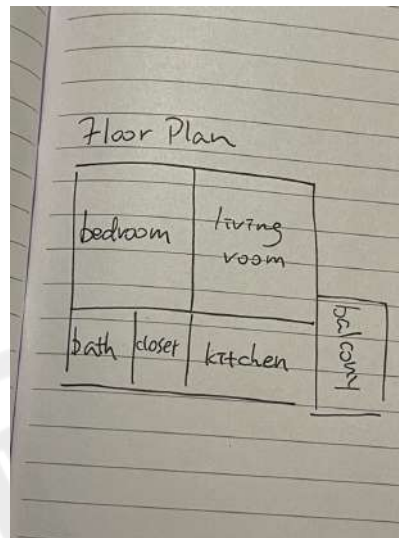 Floor Plan
bedroom
living
room
bath
closet
kitchen
balcony